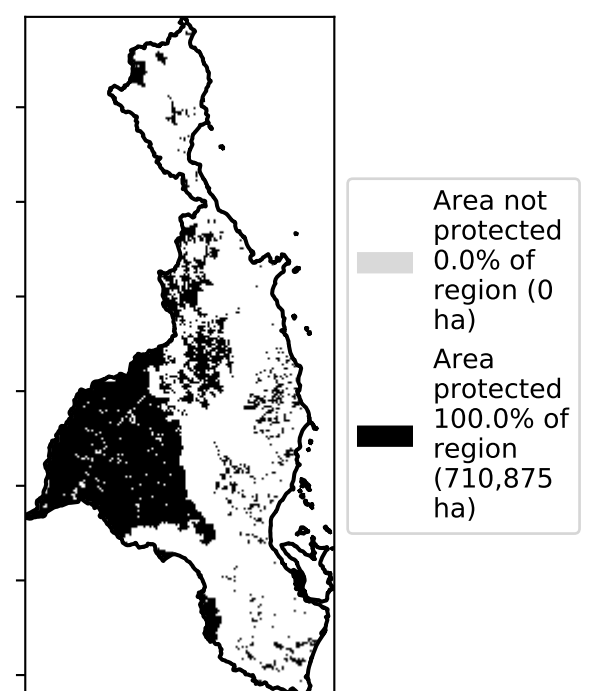 Area not
protected
0.0% of
region (0
ha)
Area
protected
100.0% of
region
(710,875
ha)